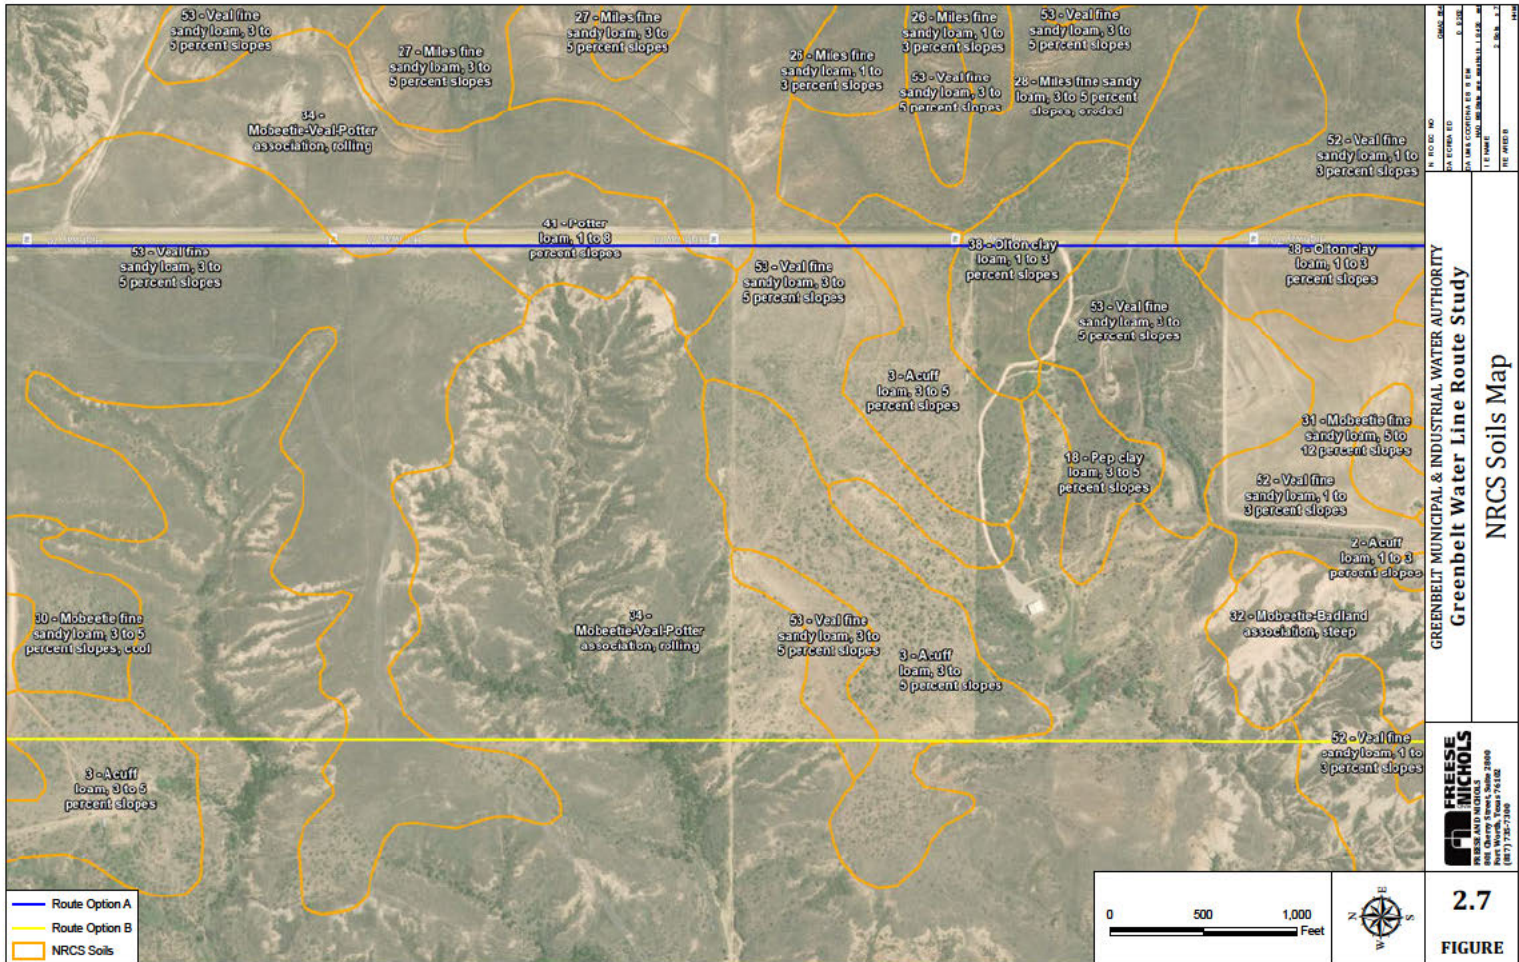 53 - Veal fine
sandy loam, 3 to
5 percent slopes
27 - Miles fine
sandy loam, 3 to
5 percent slopes
27 - Miles fine
sandy loam, 3 to
5 percent slopes
26 - Miles fine
sandy loam, 1 to
3 percent slopes
26 - Miles fine
sandy loam, 1 to
3 percent slopes
53 - Veal fine
sandy loam, 3 to
5 percent slopes
53 - Veal fine
sandy loam, 3 to
5 percent slopes
28 - Miles fine sandy
loam, 3 to 5 percent
slopes, eroded
34 -
Mobeetie-Veal-Potter
association, rolling
52 - Veal fine
sandy loam, 1 to
3 percent slopes
41 - Potter
loam, 1 to 8
percent slopes
53 - Veal fine
sandy loam, 3 to
5 percent slopes
53 - Veal fine
sandy loam, 3 to
5 percent slopes
38 - Olton clay
loam, 1 to 3
percent slopes
38 - Olton clay
loam, 1 to 3
percent slopes
53 - Veal fine
sandy loam, 3 to
5 percent slopes
3 - Acuff
loam, 3 to 5
percent slopes
31 - Mobeetie fine
sandy loam, 5 to
12 percent slopes
18 - Pep clay
loam, 3 to 5
percent slopes
52 - Veal fine
sandy loam, 1 to
3 percent slopes
2 - Acuff
loam, 1 to 3
percent slopes
30 - Mobeetie fine
sandy loam, 3 to 5
percent slopes, cool
34 -
Mobeetie-Veal-Potter
association, rolling
53 - Veal fine
sandy loam, 3 to
5 percent slopes
3 - Acuff
loam, 3 to
5 percent slopes
32 - Mobeetie-Badland
association, steep
52 - Veal fine
sandy loam, 1 to
3 percent slopes
3 - Acuff
loam, 3 to 5
percent slopes
Route Option A
Route Option B
NRCS Soils
0 500 1,000
Feet
N
E
S
W
GREENBELT MUNICIPAL & INDUSTRIAL WATER AUTHORITY
Greenbelt Water Line Route Study
NRCS Soils Map
FREESE
NICHOLS
FREESE AND NICHOLS
801 Cherry Street, Suite 2800
Fort Worth, Texas 76102
(817) 735-7300
2.7
FIGURE